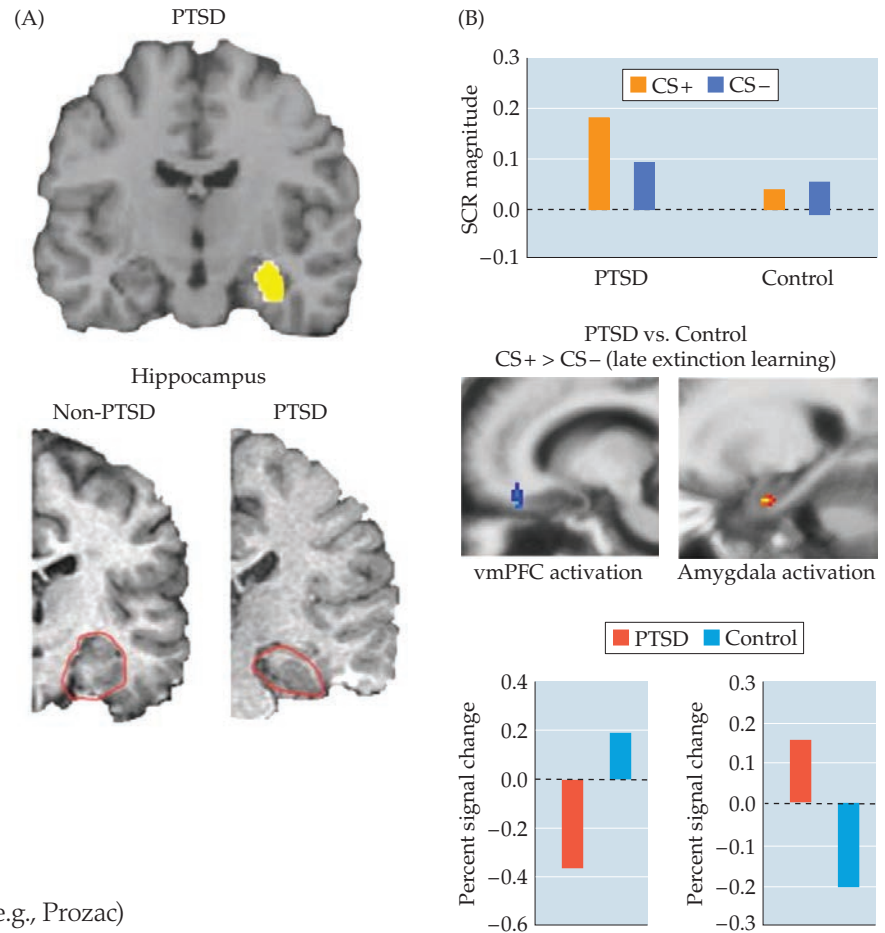 (A)
PTSD
Hippocampus
Non-PTSD
PTSD
e.g., Prozac)
(B)
SCR magnitude
0.3
0.2
0.1
0.0
−0.1
CS+ CS−
PTSD Control
PTSD vs. Control
CS+ > CS− (late extinction learning)
vmPFC activation
Amygdala activation
PTSD Control
Percent signal change
0.4
0.2
0.0
−0.2
−0.4
−0.6
Percent signal change
0.3
0.2
0.1
0.0
−0.1
−0.2
−0.3